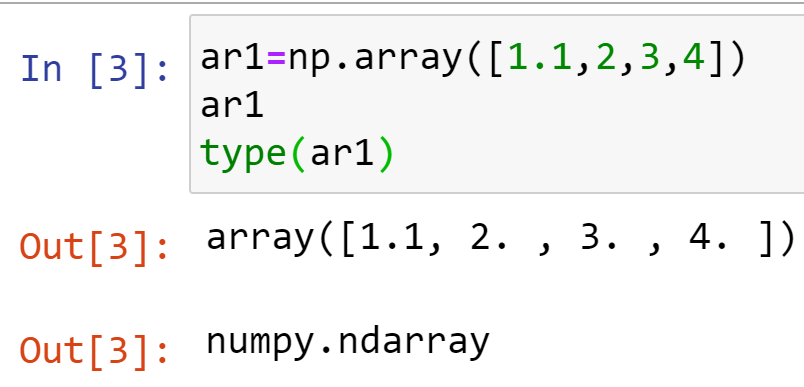 In [3]: ar1=np.array([1.1,2,3,4])
ar1
type(ar1)
Out[3]: array([1.1, 2. , 3. , 4. ])
Out[3]: numpy.ndarray